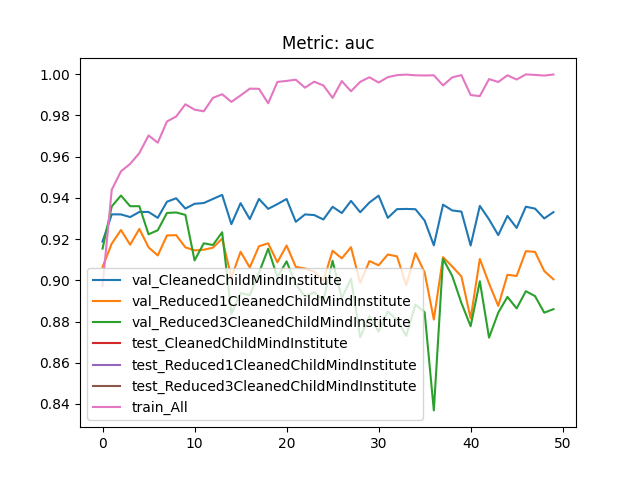 Metric: auc
1.00
0.98
0.96
0.94
0.92
0.90
0.88
0.86
0.84
val_CleanedChildMindInstitute
val_Reduced1CleanedChildMindInstitute
val_Reduced3CleanedChildMindInstitute
test_CleanedChildMindInstitute
test_Reduced1CleanedChildMindInstitute
test_Reduced3CleanedChildMindInstitute
train_All
0 10 20 30 40 50